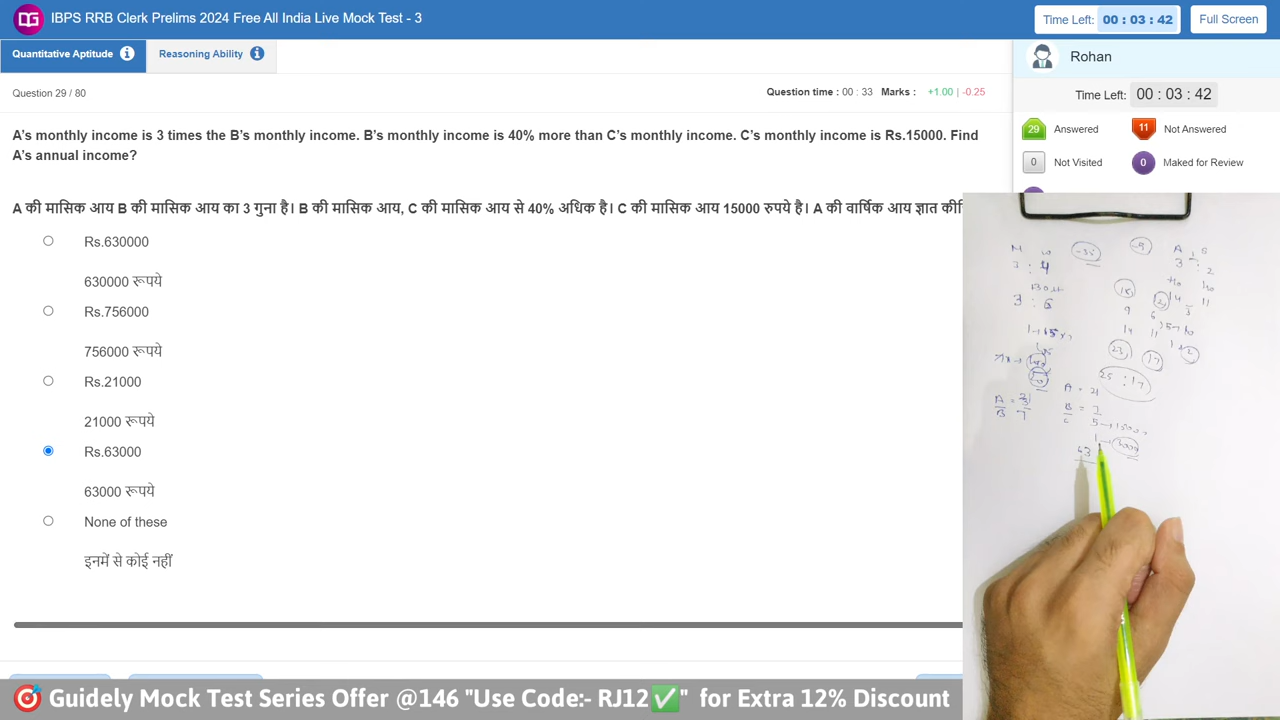 IBPS RRB Clerk Prelims 2024 Free All India Live Mock Test - 3
Time Left: 00 : 03 : 42
Full Screen
Quantitative Aptitude
Reasoning Ability
Rohan
Question 29 / 80
Question time : 00 : 33 Marks : +1.00 | -0.25
Time Left: 00 : 03 : 42
29 Answered
11 Not Answered
0 Not Visited
0 Maked for Review
A's monthly income is 3 times the B's monthly income. B's monthly income is 40% more than C's monthly income. C's monthly income is Rs.15000. Find
A's annual income?
A की मासिक आय B की मासिक आय का 3 गुना है। B की मासिक आय, C की मासिक आय से 40% अधिक है। C की मासिक आय 15000 रुपये है। A की वार्षिक आय ज्ञात
Rs.630000
630000 रूपये
Rs.756000
756000 रूपये
Rs.21000
21000 रूपये
Rs.63000
63000 रूपये
None of these
इनमें से कोई नहीं
3 : 6
25 : 17
A = 21
63
🎯 Guidely Mock Test Series Offer @146 "Use Code:- RJ12✅" for Extra 12% Discount